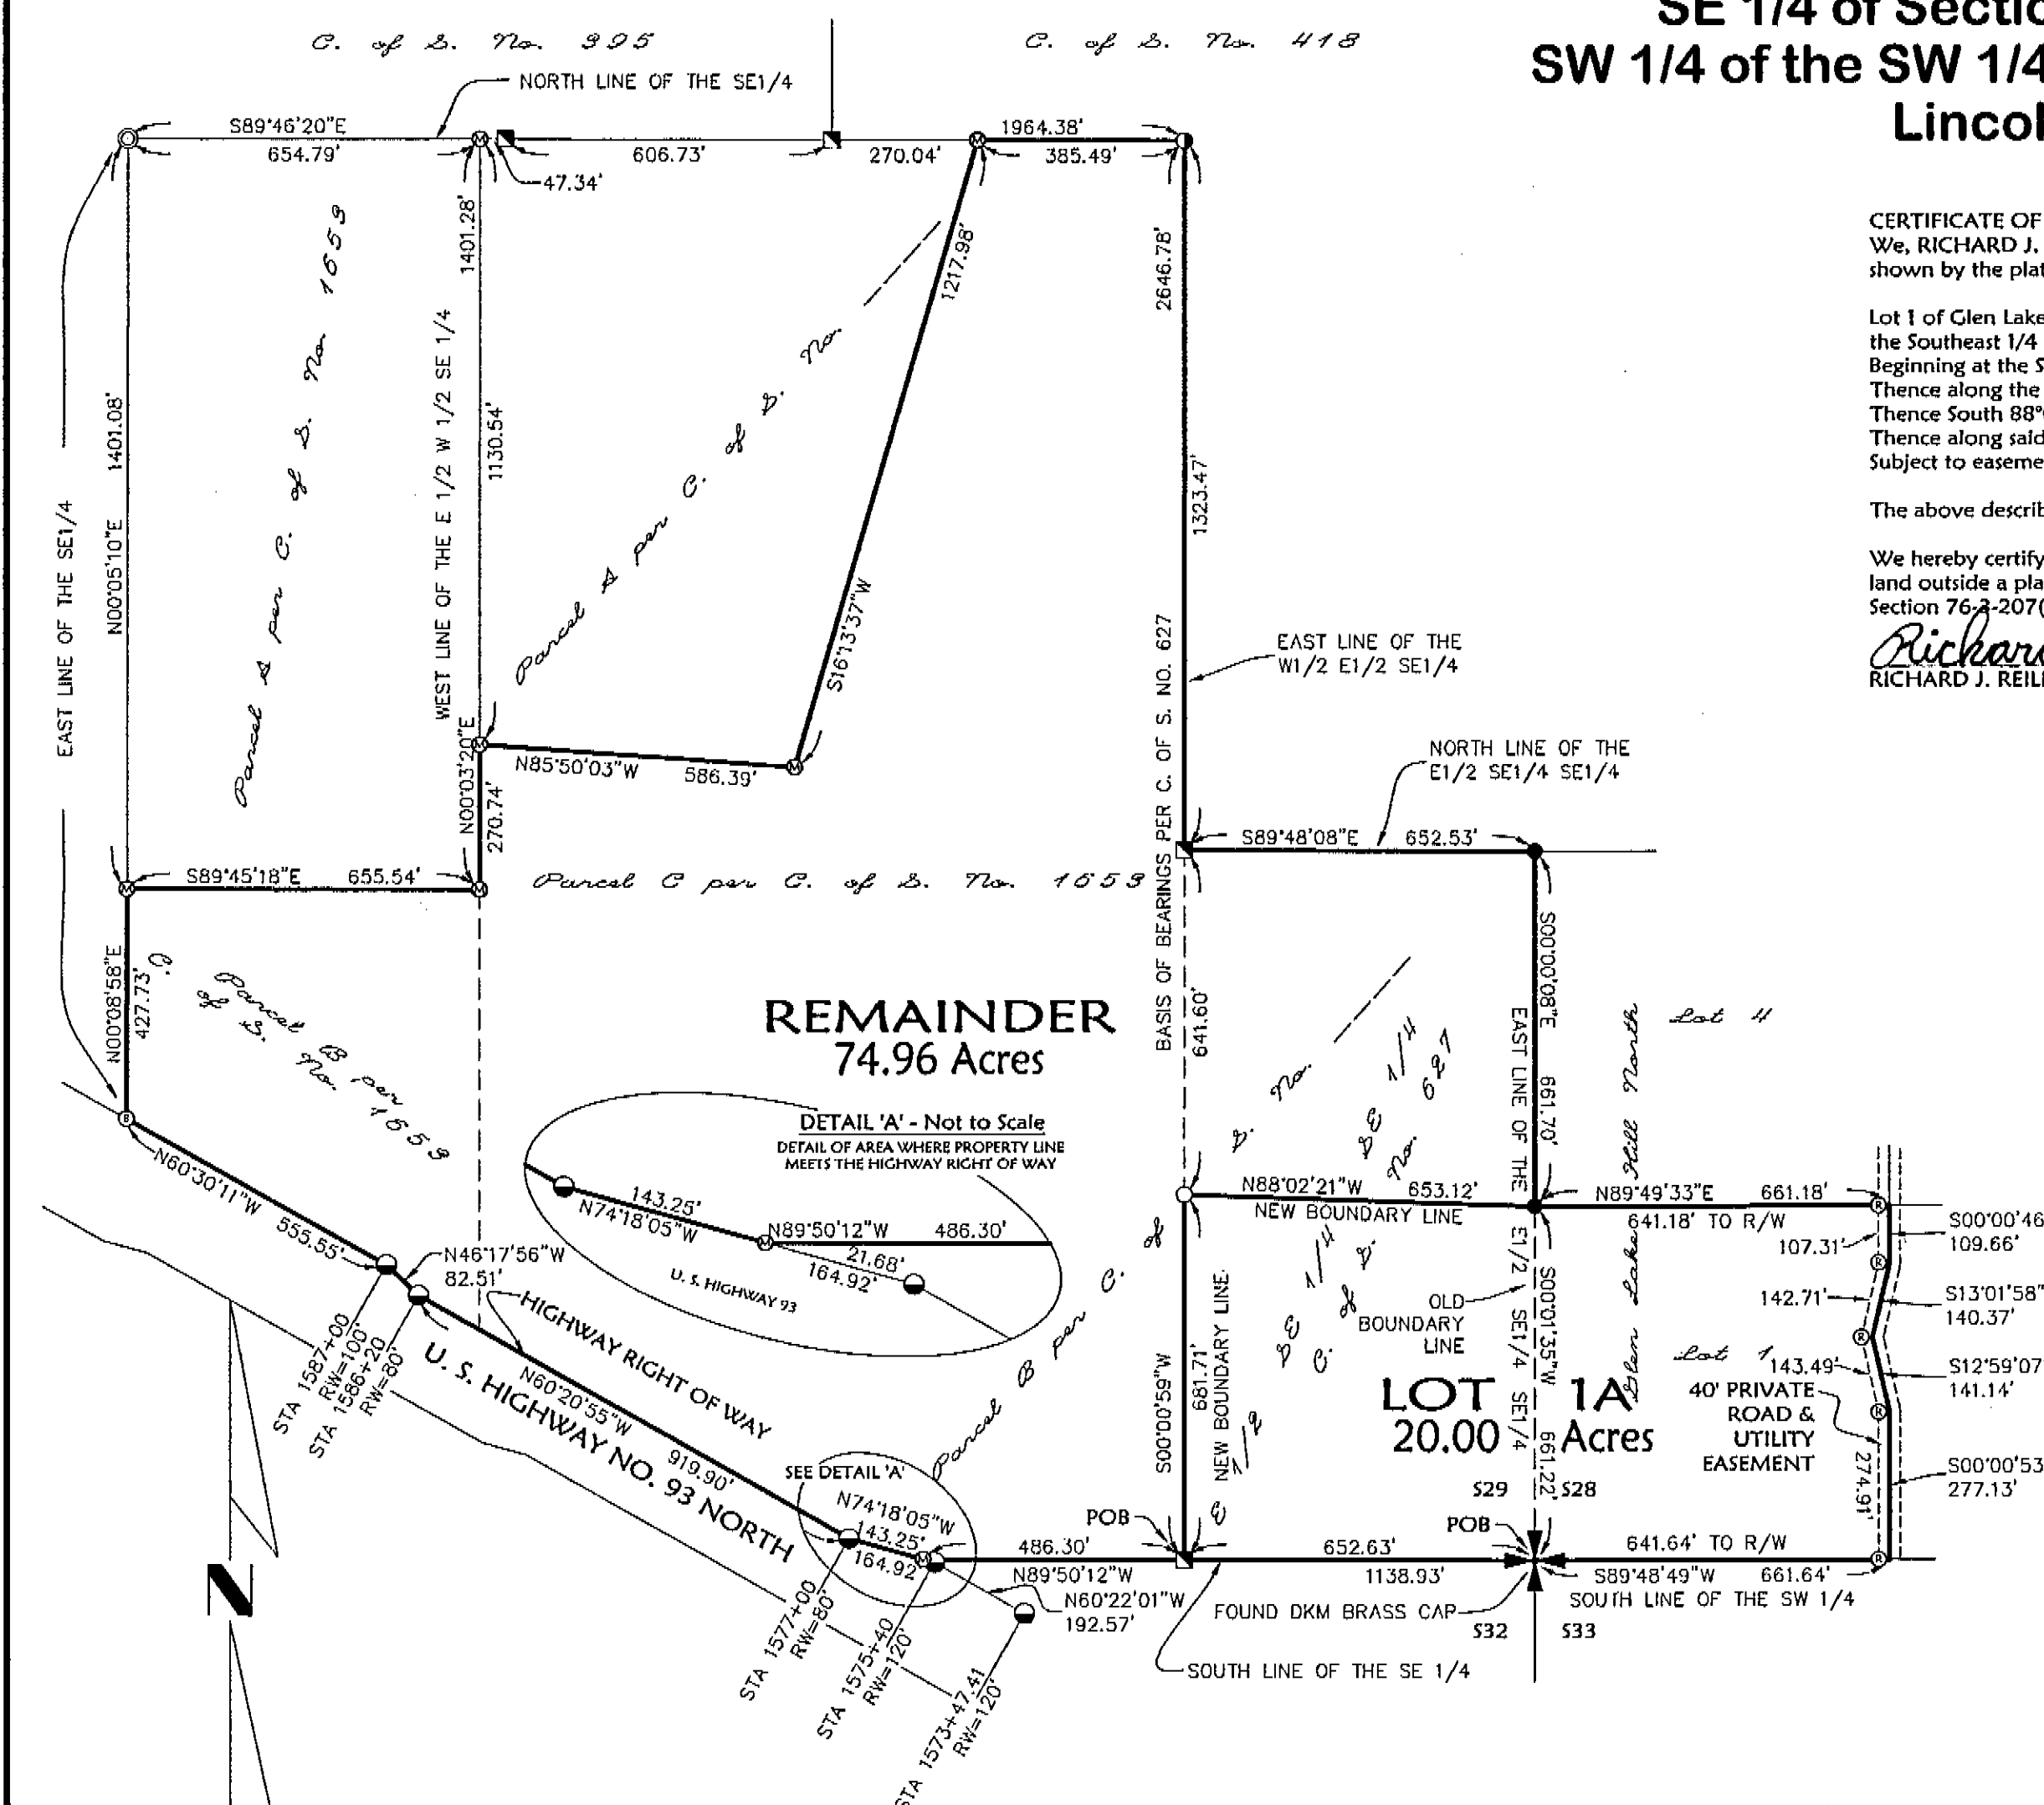 SE 1/4 of Sectio
SW 1/4 of the SW 1/4
Lincol
C. of S. No. 995
C. of S. No. 418
NORTH LINE OF THE SE1/4
S89°46'20"E
654.79'
47.34'
606.73'
270.04'
1964.38'
385.49'
CERTIFICATE OF
We, RICHARD J.
shown by the plat
Lot 1 of Glen Lake
the Southeast 1/4
Beginning at the S
Thence along the
Thence South 88°
Thence along said
Subject to easeme
The above describ
We hereby certify
land outside a pla
Section 76-3-207(
Richard
RICHARD J. REIL
EAST LINE OF THE SE1/4
N00°05'10"E 1401.08'
Parcel A per C. of S. No 1659
1401.28'
1130.54'
WEST LINE OF THE E 1/2 W 1/2 SE 1/4
Parcel A per C. of S. No.
1217.98'
S16°13'37"W
2646.78'
1323.47'
BASIS OF BEARINGS PER C. OF S. NO. 627
EAST LINE OF THE
W1/2 E1/2 SE1/4
N00°03'20"E
270.74'
N85°50'03"W 586.39'
NORTH LINE OF THE
E1/2 SE1/4 SE1/4
S89°48'08"E 652.53'
S89°45'18"E 655.54'
Parcel C per C. of S. No. 1659
N00°08'58"E
427.73'
Parcel B per C.
of S. No. 1659
REMAINDER
74.96 Acres
641.60'
S00°00'08"E 661.70'
EAST LINE OF THE E1/2 SE1/4 SE1/4
Glen Lake Hill North
Lot 4
DETAIL 'A' - Not to Scale
DETAIL OF AREA WHERE PROPERTY LINE
MEETS THE HIGHWAY RIGHT OF WAY
143.25'
N74°18'05"W
N89°50'12"W 486.30'
21.68'
164.92'
U. S. HIGHWAY 93
N60°30'11"W 555.55'
N46°17'56"W
82.51'
HIGHWAY RIGHT OF WAY
N60°20'55"W 919.90'
U. S. HIGHWAY NO. 93 NORTH
STA 1587+00
RW=100'
STA 1586+20
RW=80'
N88°02'21"W 653.12'
NEW BOUNDARY LINE
N89°49'33"E 661.18'
641.18' TO R/W
107.31'
S00°00'46
109.66'
142.71'
S13°01'58"
140.37'
143.49'
S12°59'07
141.14'
274.91'
S00°00'53
277.13'
Parcel B per C. of S. No.
E 1/2 SE 1/4 SE 1/4
C. of S. No. 627
OLD
BOUNDARY
LINE
S00°01'35"W 661.22'
S00°00'59"W 681.71'
NEW BOUNDARY LINE
Lot 1
LOT 1A
20.00 Acres
40' PRIVATE
ROAD &
UTILITY
EASEMENT
S29 S28
SEE DETAIL 'A'
N74°18'05"W
143.25'
164.92'
POB
POB
486.30'
N89°50'12"W
652.63'
1138.93'
641.64' TO R/W
S89°48'49"W 661.64'
SOUTH LINE OF THE SW 1/4
N60°22'01"W
192.57'
FOUND DKM BRASS CAP
S32 S33
SOUTH LINE OF THE SE 1/4
N
STA 1577+00
RW=80'
STA 1575+40
RW=120'
STA 1573+47.41
RW=120'